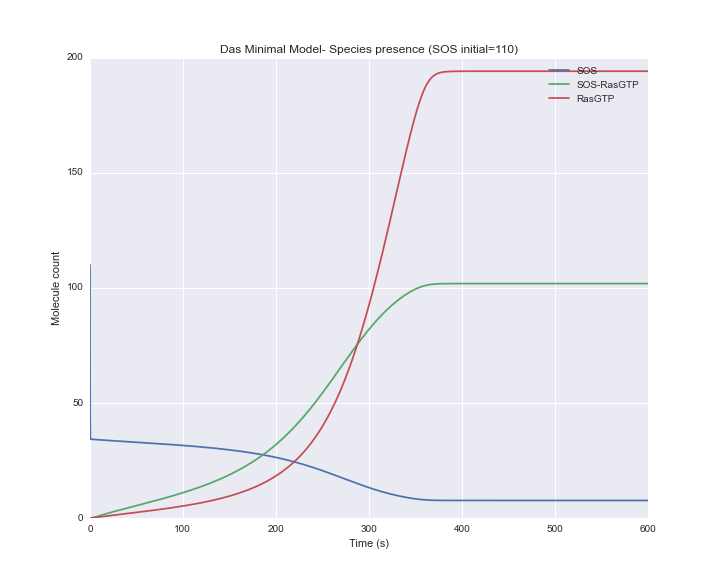 Das Minimal Model- Species presence (SOS initial=110)
200
150
100
50
0
Molecule count
SOS
SOS-RasGTP
RasGTP
0 100 200 300 400 500 600
Time (s)